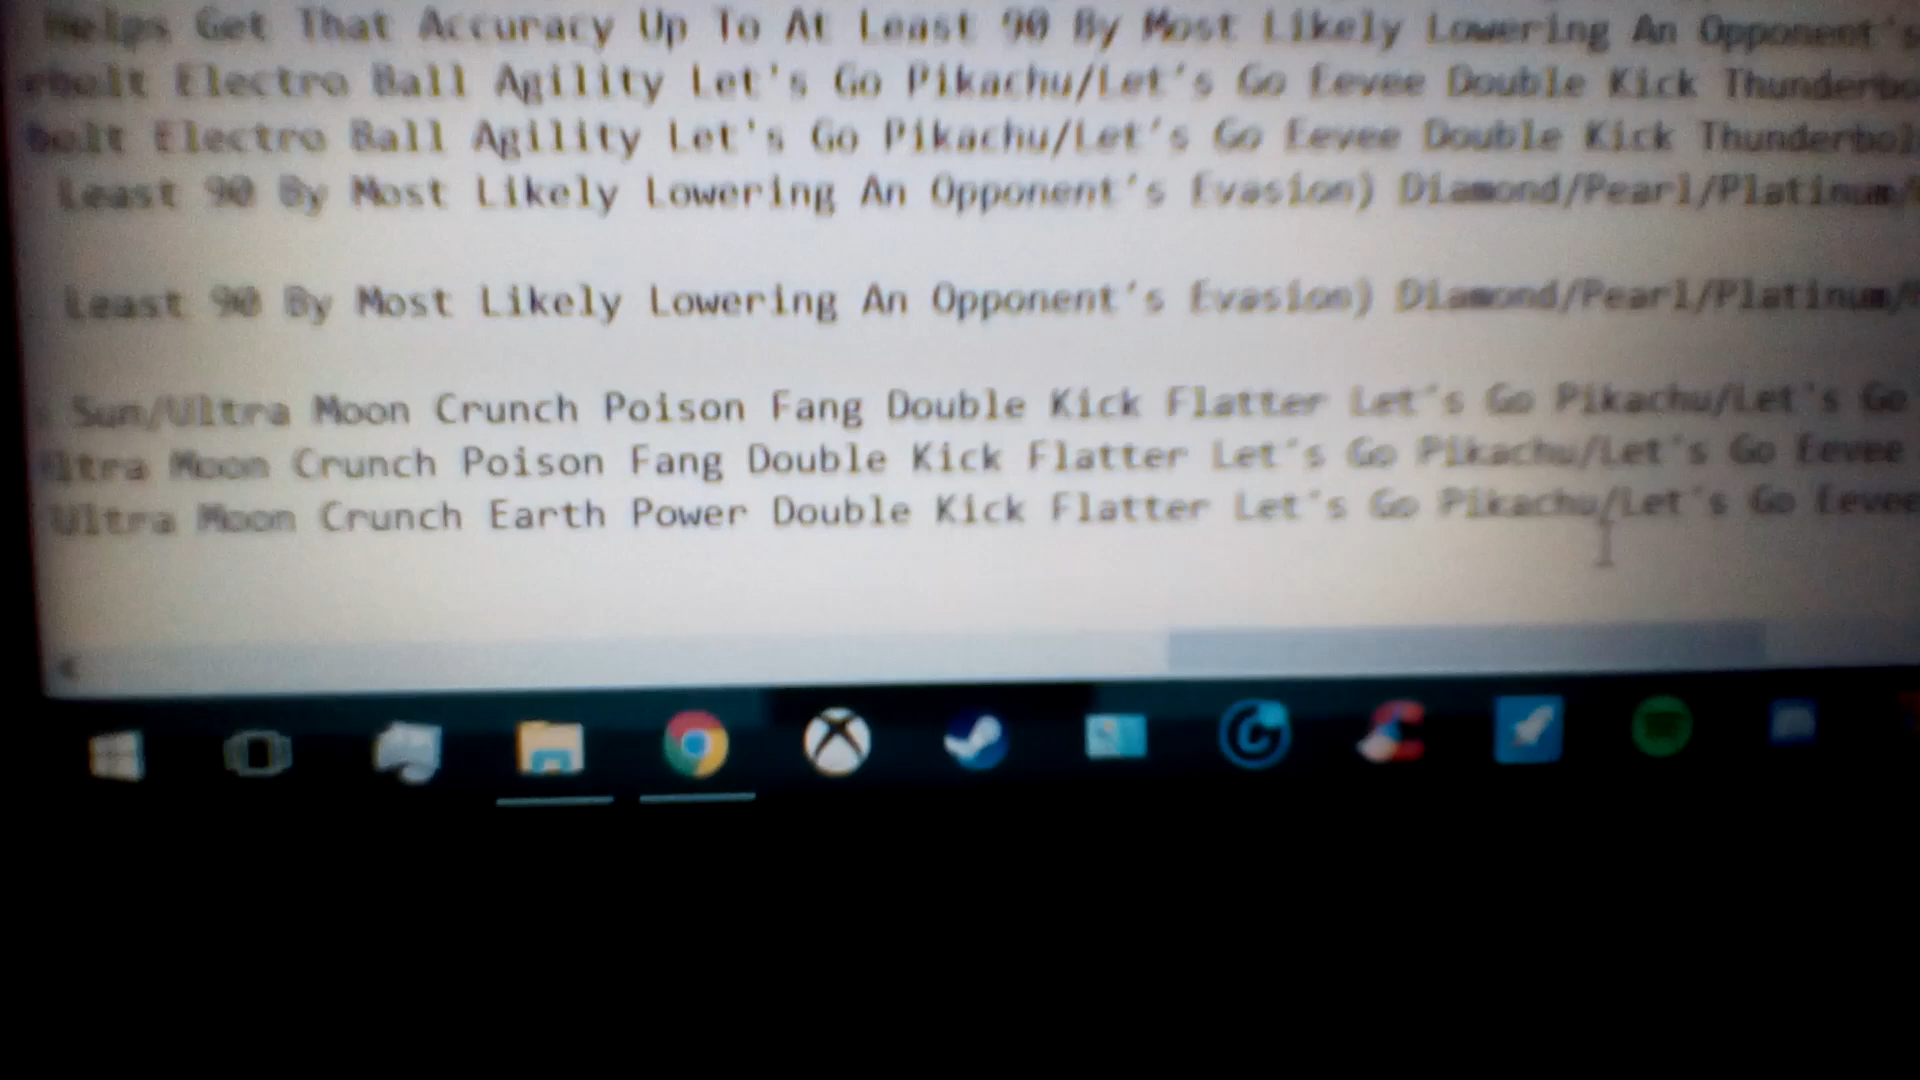 Helps Get That Accuracy Up To At Least 90 By Most Likely Lowering An Opponent's
rbolt Electro Ball Agility Let's Go Pikachu/Let's Go Eevee Double Kick Thunderbo
bolt Electro Ball Agility Let's Go Pikachu/Let's Go Eevee Double Kick Thunderbol
Least 90 By Most Likely Lowering An Opponent's Evasion) Diamond/Pearl/Platinum/
Least 90 By Most Likely Lowering An Opponent's Evasion) Diamond/Pearl/Platinum/
Sun/Ultra Moon Crunch Poison Fang Double Kick Flatter Let's Go Pikachu/Let's Go
ltra Moon Crunch Poison Fang Double Kick Flatter Let's Go Pikachu/Let's Go Eevee
Ultra Moon Crunch Earth Power Double Kick Flatter Let's Go Pikachu/Let's Go Eevee